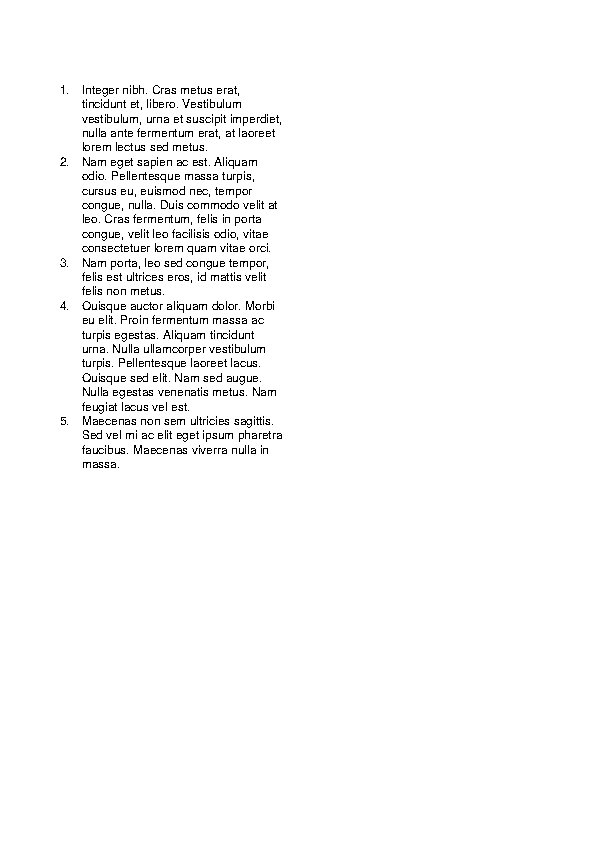 1. Integer nibh. Cras metus erat,
tincidunt et, libero. Vestibulum
vestibulum, urna et suscipit imperdiet,
nulla ante fermentum erat, at laoreet
lorem lectus sed metus.
2. Nam eget sapien ac est. Aliquam
odio. Pellentesque massa turpis,
cursus eu, euismod nec, tempor
congue, nulla. Duis commodo velit at
leo. Cras fermentum, felis in porta
congue, velit leo facilisis odio, vitae
consectetuer lorem quam vitae orci.
3. Nam porta, leo sed congue tempor,
felis est ultrices eros, id mattis velit
felis non metus.
4. Quisque auctor aliquam dolor. Morbi
eu elit. Proin fermentum massa ac
turpis egestas. Aliquam tincidunt
urna. Nulla ullamcorper vestibulum
turpis. Pellentesque laoreet lacus.
Quisque sed elit. Nam sed augue.
Nulla egestas venenatis metus. Nam
feugiat lacus vel est.
5. Maecenas non sem ultricies sagittis.
Sed vel mi ac elit eget ipsum pharetra
faucibus. Maecenas viverra nulla in
massa.